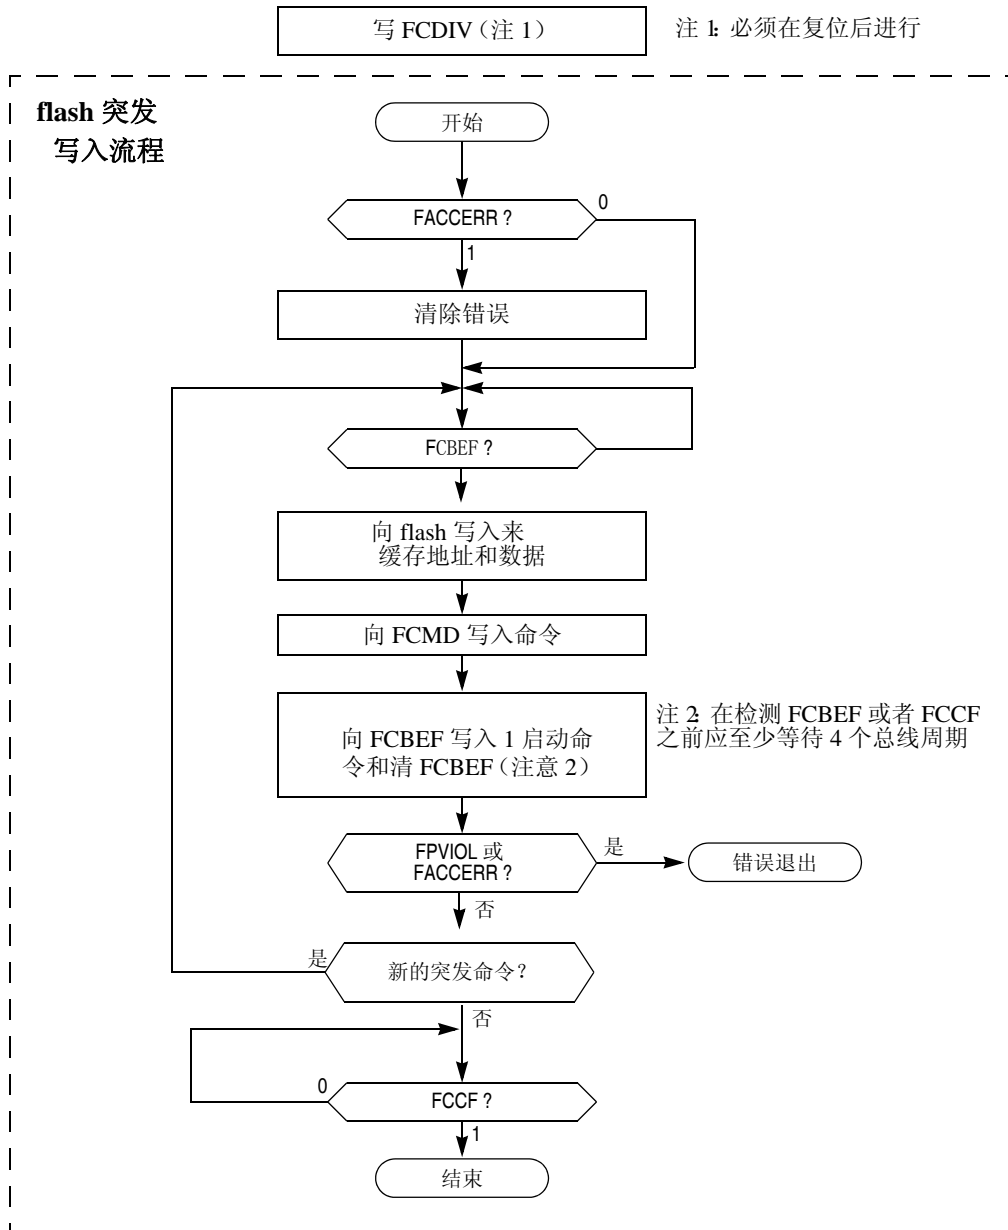 写 FCDIV（注 1）
注 1: 必须在复位后进行
flash 突发
写入流程
开始
FACCERR ?
0
1
清除错误
FCBEF ?
向 flash 写入来
缓存地址和数据
向 FCMD 写入命令
向 FCBEF 写入 1 启动命
令和清 FCBEF（注意 2）
注 2: 在检测 FCBEF 或者 FCCF
之前应至少等待 4 个总线周期
FPVIOL 或
FACCERR ?
是
错误退出
否
是
新的突发命令？
否
0
FCCF ?
1
结束